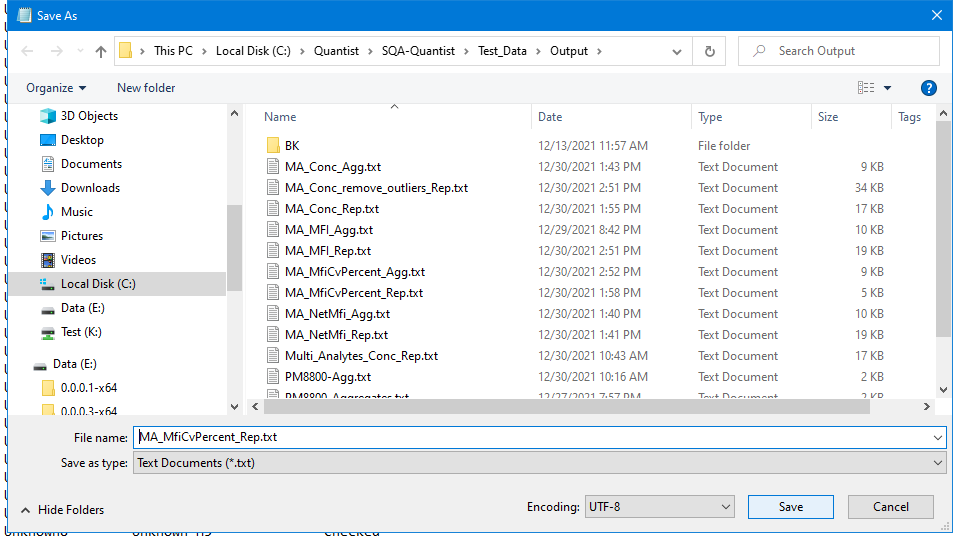 Save As
This PC > Local Disk (C:) > Quantist > SQA-Quantist > Test_Data > Output >
Search Output
Organize
New folder
?
3D Objects
Desktop
Documents
Downloads
Music
Pictures
Videos
Local Disk (C:)
Data (E:)
Test (K:)
Data (E:)
0.0.0.1-x64
0.0.0.3-x64
Name Date Type Size Tags
BK 12/13/2021 11:57 AM File folder
MA_Conc_Agg.txt 12/30/2021 1:43 PM Text Document 9 KB
MA_Conc_remove_outliers_Rep.txt 12/30/2021 2:51 PM Text Document 34 KB
MA_Conc_Rep.txt 12/30/2021 1:55 PM Text Document 17 KB
MA_MFI_Agg.txt 12/29/2021 8:42 PM Text Document 10 KB
MA_MFI_Rep.txt 12/30/2021 2:51 PM Text Document 19 KB
MA_MfiCvPercent_Agg.txt 12/30/2021 2:52 PM Text Document 9 KB
MA_MfiCvPercent_Rep.txt 12/30/2021 1:58 PM Text Document 5 KB
MA_NetMfi_Agg.txt 12/30/2021 1:40 PM Text Document 10 KB
MA_NetMfi_Rep.txt 12/30/2021 1:41 PM Text Document 19 KB
Multi_Analytes_Conc_Rep.txt 12/30/2021 10:43 AM Text Document 17 KB
PM8800-Agg.txt 12/30/2021 10:16 AM Text Document 2 KB
PM8800-Aggregates.txt 12/27/2021 7:57 PM Text Document 2 KB
File name: MA_MfiCvPercent_Rep.txt
Save as type: Text Documents (*.txt)
Hide Folders
Encoding: UTF-8
Save
Cancel